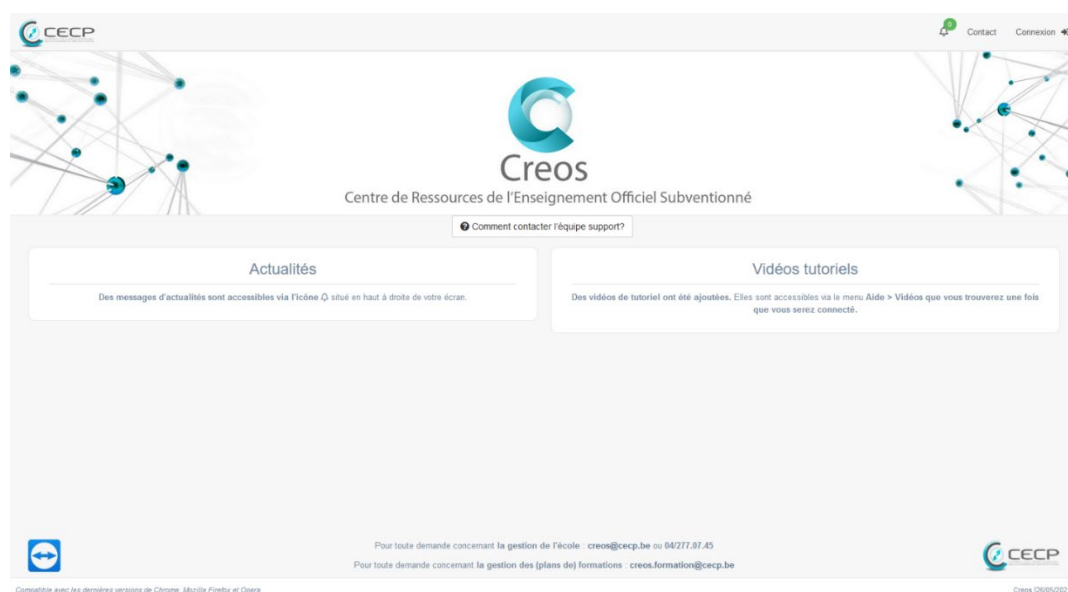 CECP
0
Contact Connexion
Creos
Centre de Ressources de l'Enseignement Officiel Subventionné
Comment contacter l'équipe support?
Actualités
Des messages d'actualités sont accessibles via l'icône situé en haut à droite de votre écran.
Vidéos tutoriels
Des vidéos de tutoriel ont été ajoutées. Elles sont accessibles via le menu Aide > Vidéos que vous trouverez une fois
que vous serez connecté.
Pour toute demande concernant la gestion de l'école : creos@cecp.be ou 04/277.07.45
Pour toute demande concernant la gestion des (plans de) formations : creos.formation@cecp.be
CECP
Compatible avec les dernières versions de Chrome, Mozilla Firefox et Opera
Creos (26/05/202